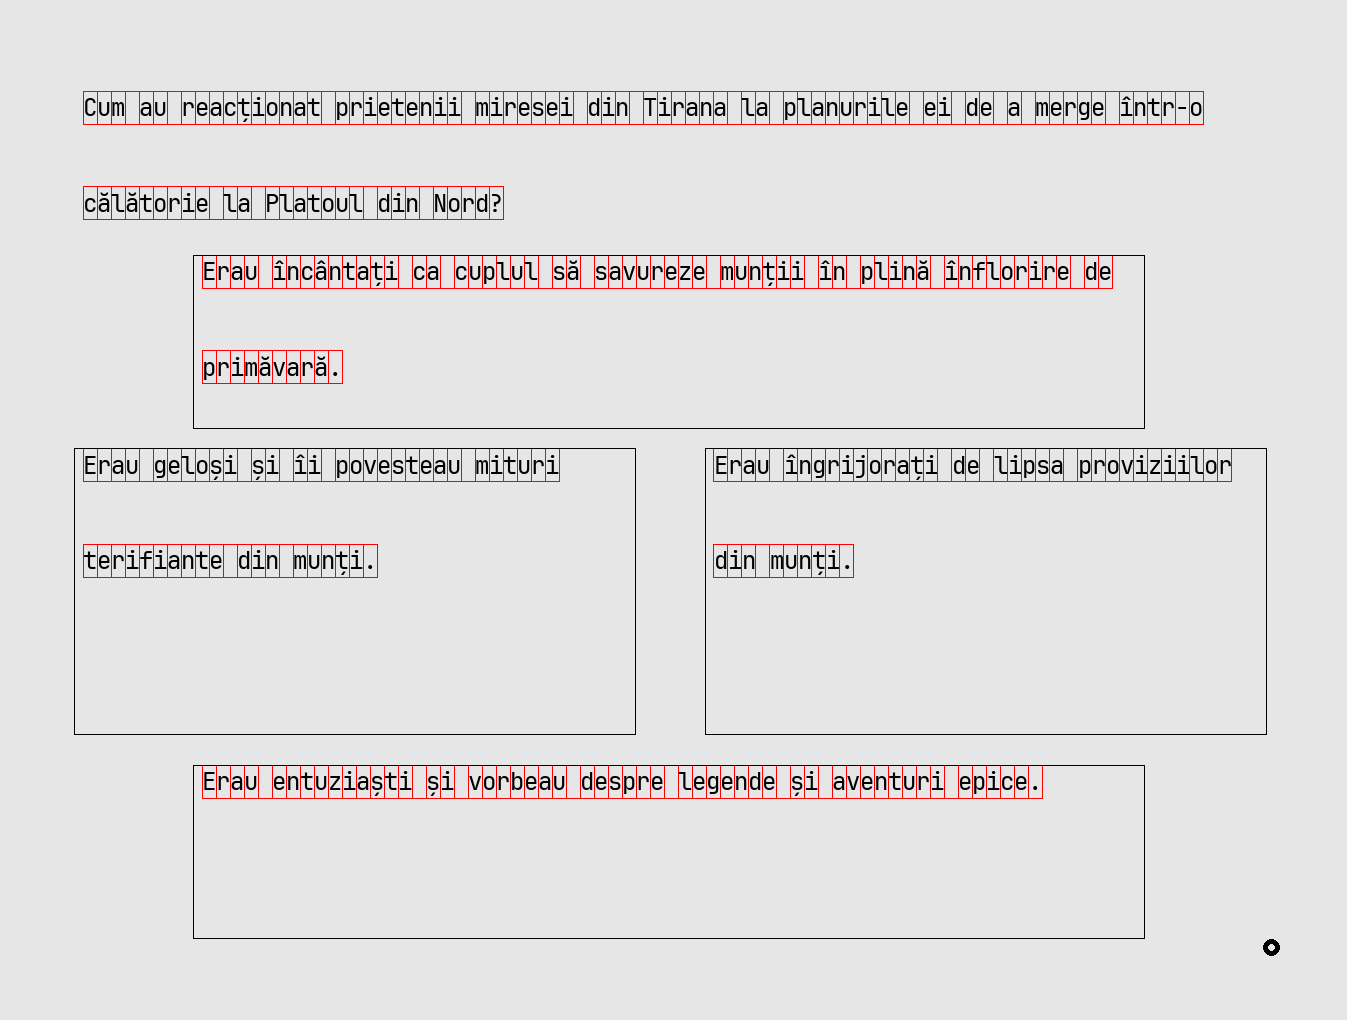 Cum au reacționat prietenii miresei din Tirana la planurile ei de a merge într-o
călătorie la Platoul din Nord?
Erau încântați ca cuplul să savureze munții în plină înflorire de
primăvară.
Erau geloși și îi povesteau mituri
terifiante din munți.
Erau îngrijorați de lipsa proviziilor
din munți.
Erau entuziaști și vorbeau despre legende și aventuri epice.